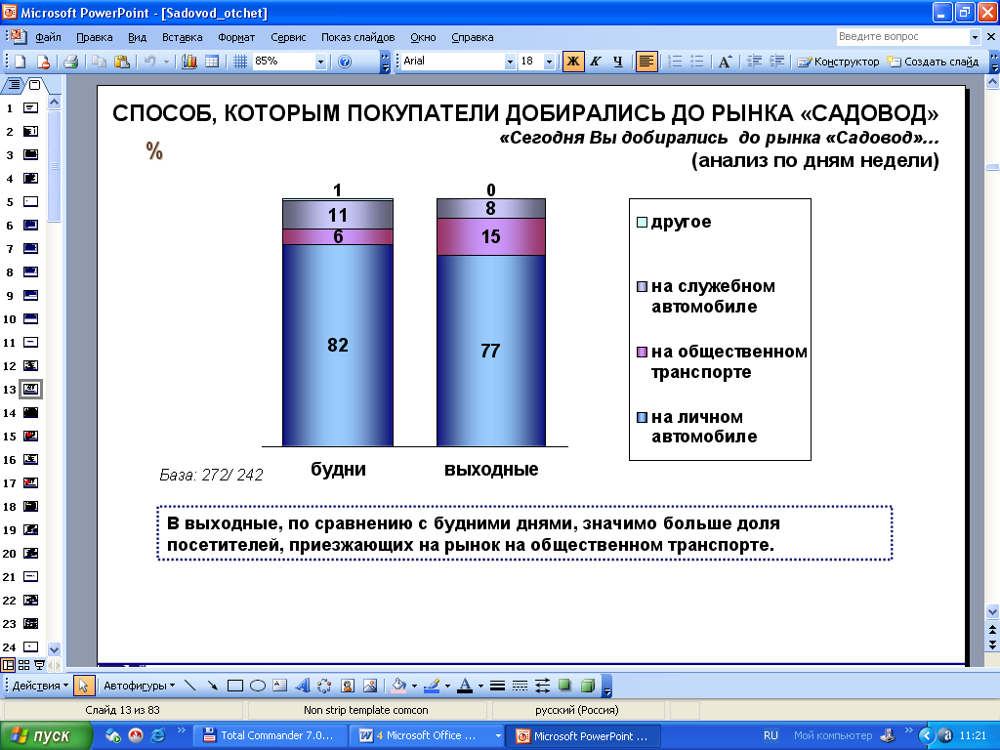 Microsoft PowerPoint - [Sadovod_otchet]
Файл Правка Вид Вставка Формат Сервис Показ слайдов Окно Справка Введите вопрос
85% Arial 18 Ж К Ч Конструктор Создать слайд
1
2
3
4
5
6
7
8
9
10
11
12
13
14
15
16
17
18
19
20
21
22
23
24
СПОСОБ, КОТОРЫМ ПОКУПАТЕЛИ ДОБИРАЛИСЬ ДО РЫНКА «САДОВОД»
«Сегодня Вы добирались до рынка «Садовод»...
(анализ по дням недели)
%
1 0
11 8
6 15
82 77
будни выходные
другое
на служебном
автомобиле
на общественном
транспорте
на личном
автомобиле
База: 272/ 242
В выходные, по сравнению с будними днями, значимо больше доля
посетителей, приезжающих на рынок на общественном транспорте.
Действия Автофигуры
Слайд 13 из 83 Non strip template comcon русский (Россия)
пуск Total Commander 7.0... 4 Microsoft Office ... Microsoft PowerPoint ... RU Мой компьютер 11:21